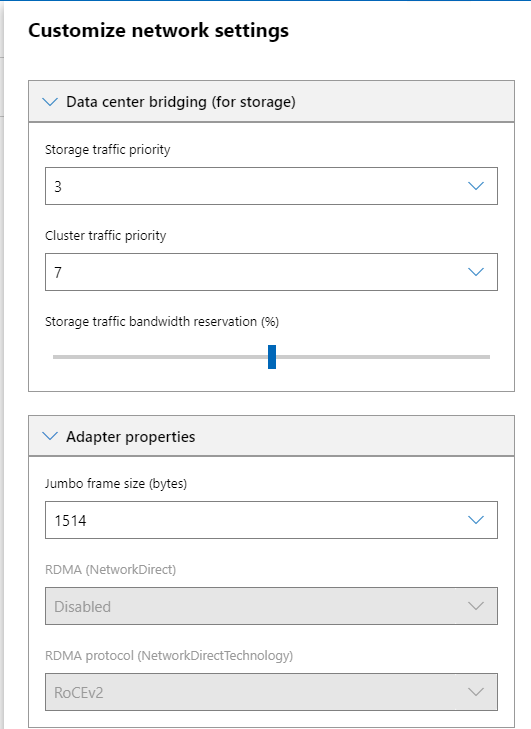 Customize network settings
Data center bridging (for storage)
Storage traffic priority
3
Cluster traffic priority
7
Storage traffic bandwidth reservation (%)
Adapter properties
Jumbo frame size (bytes)
1514
RDMA (NetworkDirect)
Disabled
RDMA protocol (NetworkDirectTechnology)
RoCEv2